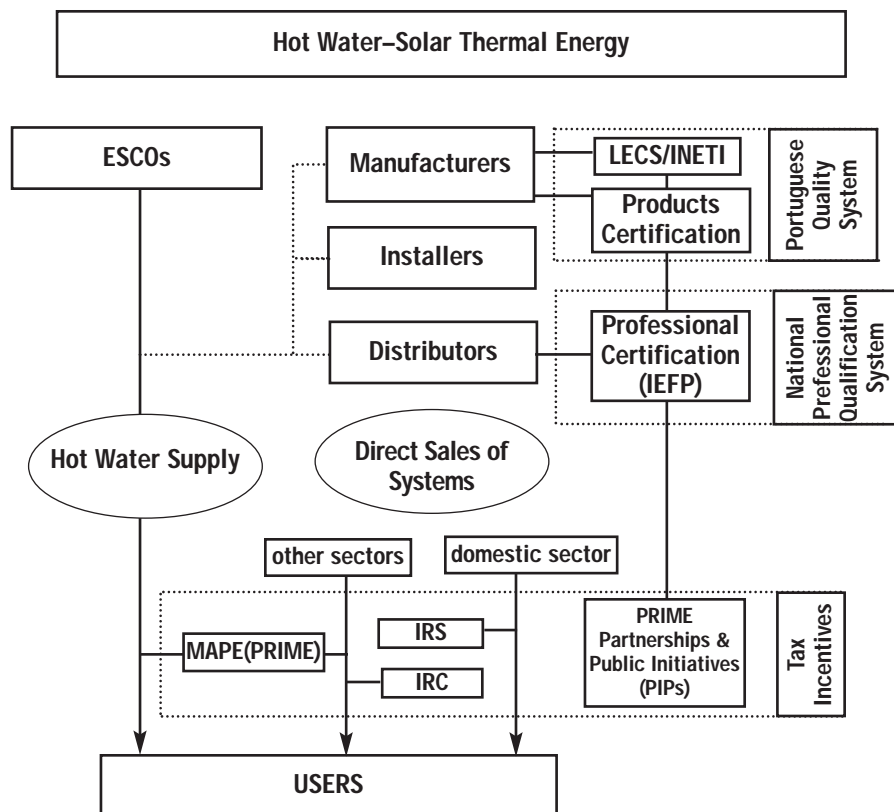 Hot Water–Solar Thermal Energy
ESCOs
Manufacturers
LECS/INETI
Products
Certification
Portuguese
Quality
System
Installers
Distributors
Professional
Certification
(IEFP)
National
Prefessional
Qualification
System
Hot Water Supply
Direct Sales of
Systems
other sectors
domestic sector
MAPE(PRIME)
IRS
IRC
PRIME
Partnerships &
Public Initiatives
(PIPs)
Tax
Incentives
USERS